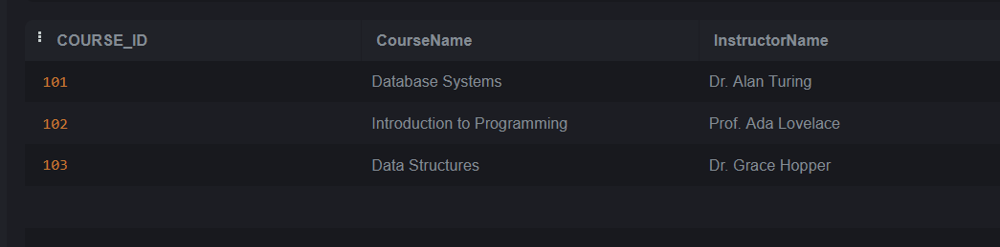 COURSE_ID CourseName InstructorName
101 Database Systems Dr. Alan Turing
102 Introduction to Programming Prof. Ada Lovelace
103 Data Structures Dr. Grace Hopper